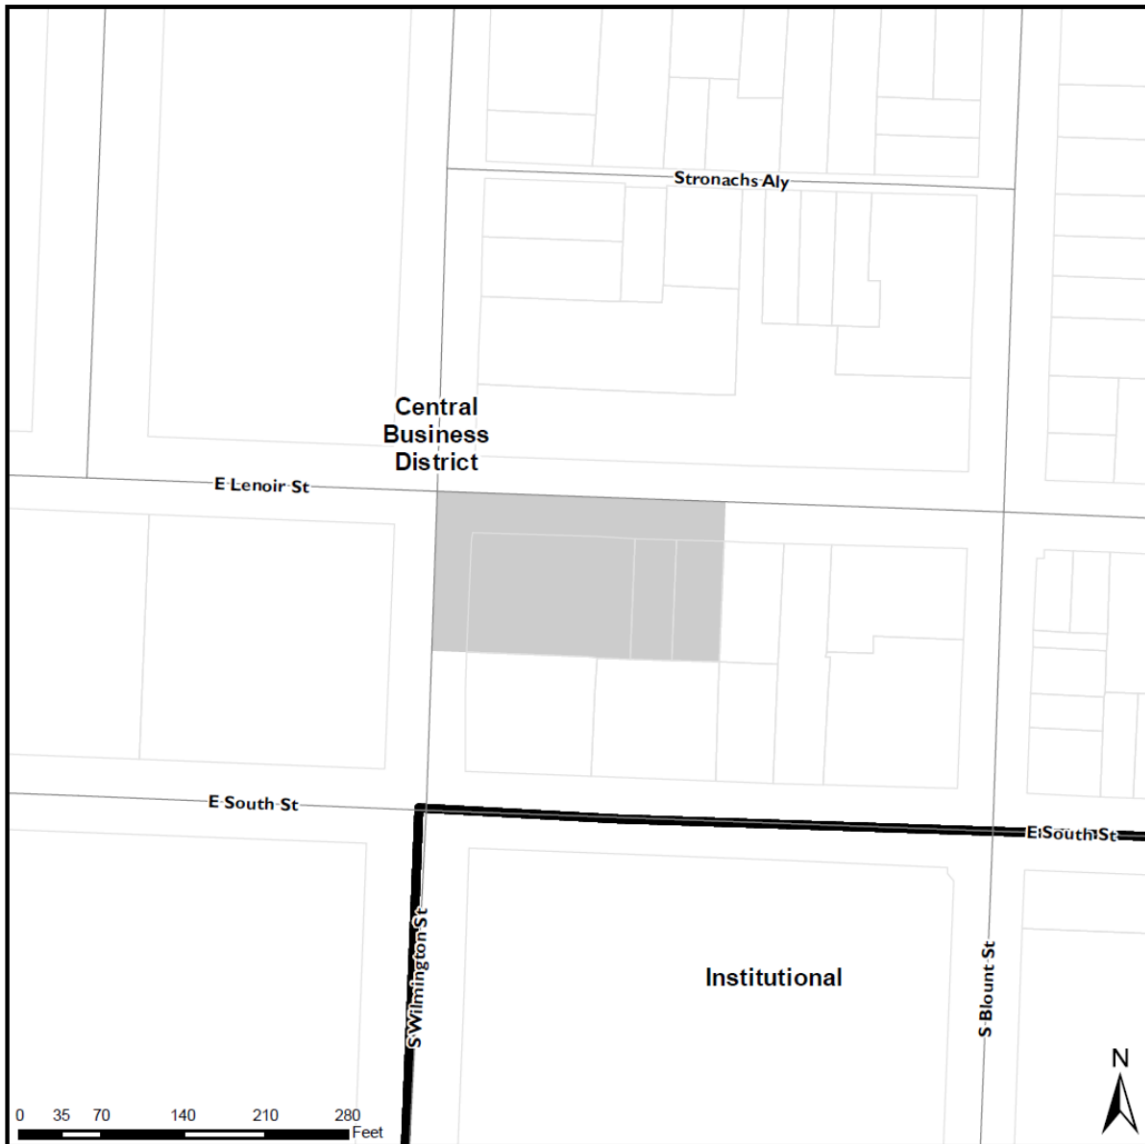 Stronachs Aly
Central
Business
District
E Lenoir St
E South St
E South St
S Wilmington St
Institutional
S Blount St
N
0 35 70 140 210 280
Feet